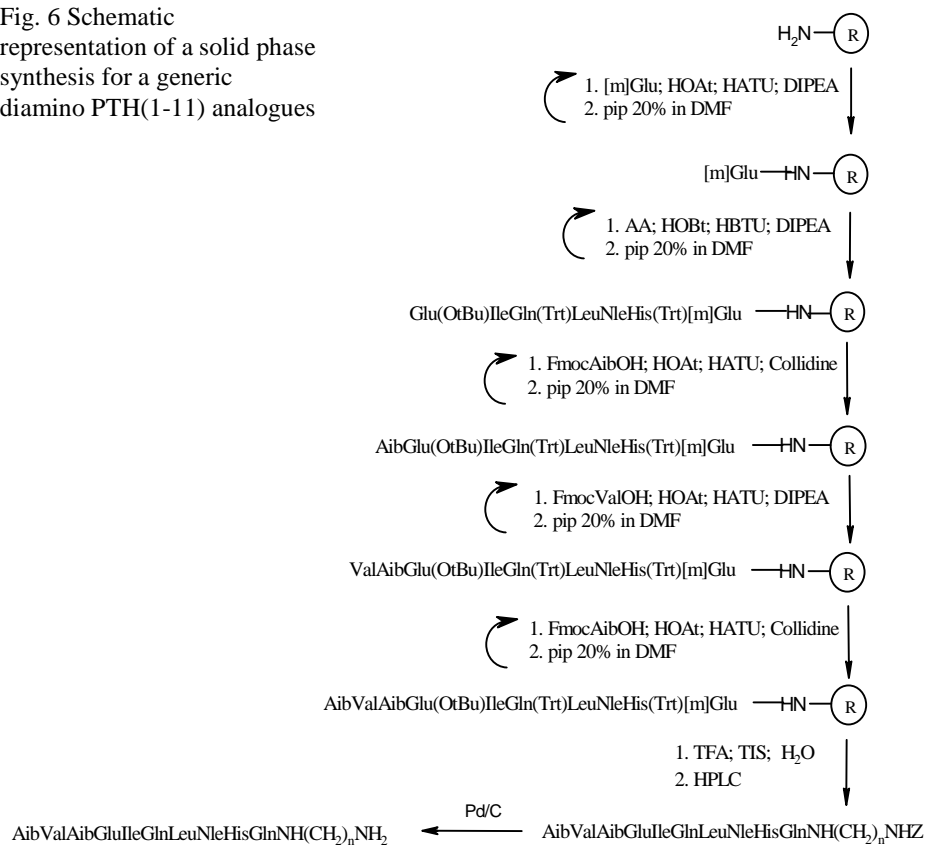 Fig. 6 Schematic
representation of a solid phase
synthesis for a generic
diamino PTH(1-11) analogues
H₂N R
1. [m]Glu; HOAt; HATU; DIPEA
2. pip 20% in DMF
[m]Glu HN R
1. AA; HOBt; HBTU; DIPEA
2. pip 20% in DMF
Glu(OtBu)IleGln(Trt)LeuNleHis(Trt)[m]Glu HN R
1. FmocAibOH; HOAt; HATU; Collidine
2. pip 20% in DMF
AibGlu(OtBu)IleGln(Trt)LeuNleHis(Trt)[m]Glu HN R
1. FmocValOH; HOAt; HATU; DIPEA
2. pip 20% in DMF
ValAibGlu(OtBu)IleGln(Trt)LeuNleHis(Trt)[m]Glu HN R
1. FmocAibOH; HOAt; HATU; Collidine
2. pip 20% in DMF
AibValAibGlu(OtBu)IleGln(Trt)LeuNleHis(Trt)[m]Glu HN R
1. TFA; TIS; H₂O
2. HPLC
Pd/C
AibValAibGluIleGlnLeuNleHisGlnNH(CH₂)ₙNH₂ AibValAibGluIleGlnLeuNleHisGlnNH(CH₂)ₙNHZ